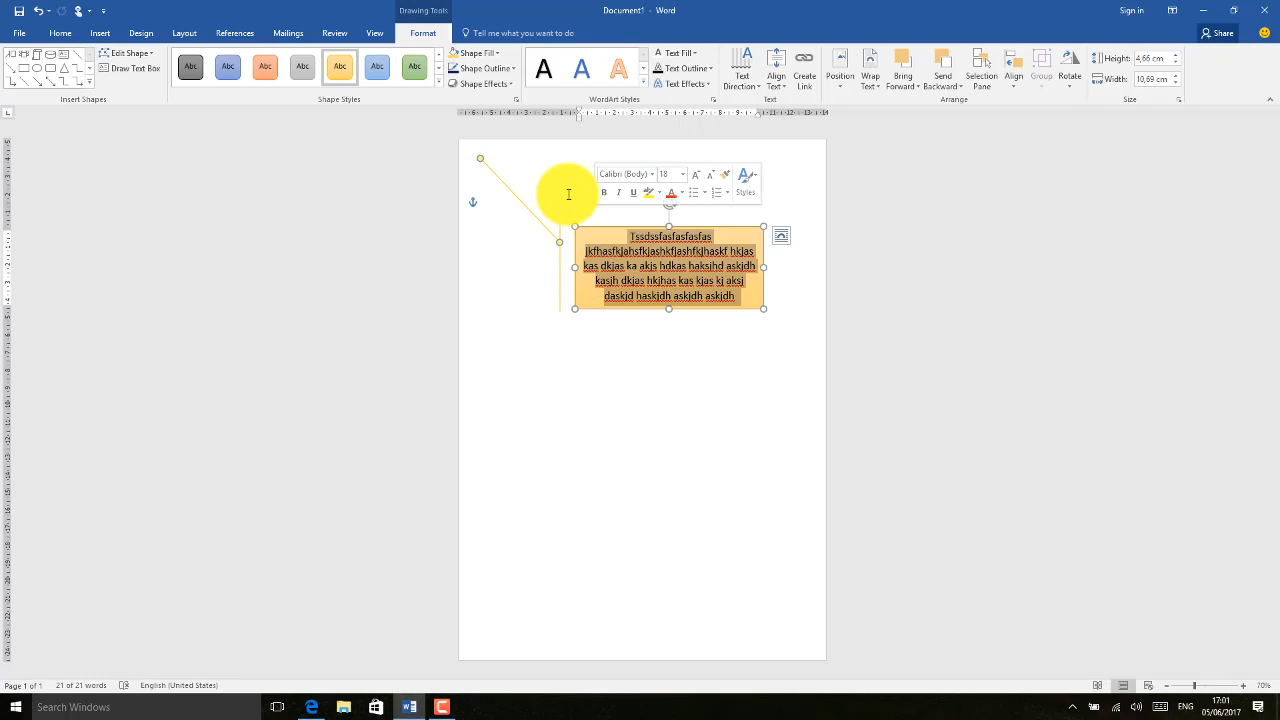 Drawing Tools
Document1 - Word
Sign in
File Home Insert Design Layout References Mailings Review View Format Tell me what you want to do Share
Edit Shape
Draw Text Box
Insert Shapes
Abc Abc Abc Abc Abc Abc Abc
Shape Styles
Shape Fill
Shape Outline
Shape Effects
A A A
WordArt Styles
Text Fill
Text Outline
Text Effects
Text Direction
Align Text
Create Link
Text
Position
Wrap Text
Bring Forward
Send Backward
Selection Pane
Align
Group
Rotate
Arrange
Height: 4,66 cm
Width: 10,69 cm
Size
Calibri (Body) 18
B I U
Styles
Tssdssfasfasfasfas
jkfhasfkjahsfkjashkfjashfkjhaskf hkjas
kas dkjas ka akjs hdkas haksjhd askjdh
kasjh dkjas hkjhas kas kjas kj aksj
daskjd haskjdh askjdh askjdh
Page 1 of 1 21 of 21 words English (United States)
70%
Search Windows
ENG
17:01
05/06/2017